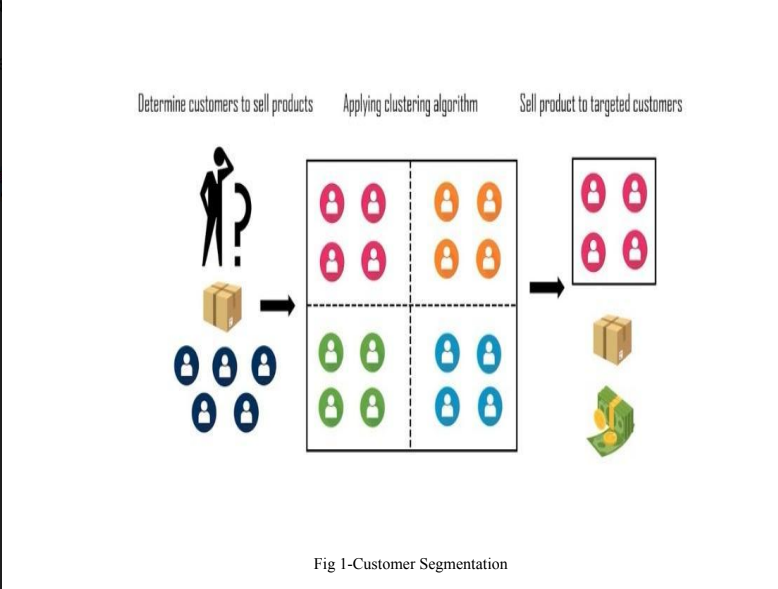 Determine customers to sell products
Applying clustering algorithm
Sell product to targeted customers
?
Fig 1-Customer Segmentation